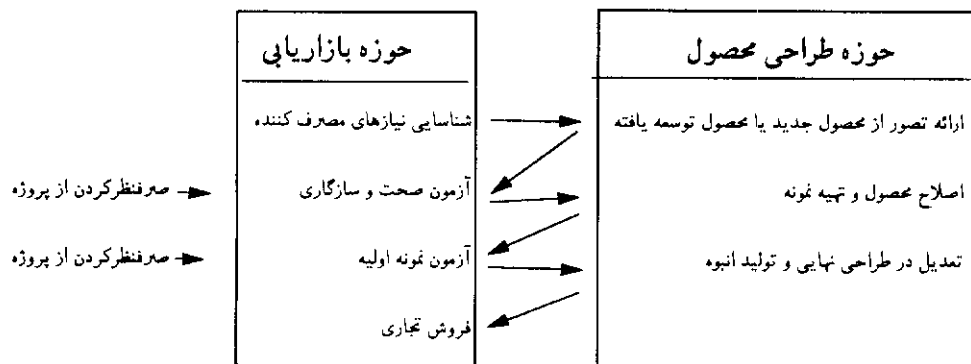 حوزه طراحی محصول
حوزه بازاریابی
ارائه تصور از محصول جدید یا محصول توسعه یافته
شناسایی نیازهای مصرف کننده
اصلاح محصول و تهیه نمونه
آزمون صحت و سازگاری
صرفنظرکردن از پروژه
تعدیل در طراحی نهایی و تولید انبوه
آزمون نمونه اولیه
صرفنظرکردن از پروژه
فروش تجاری